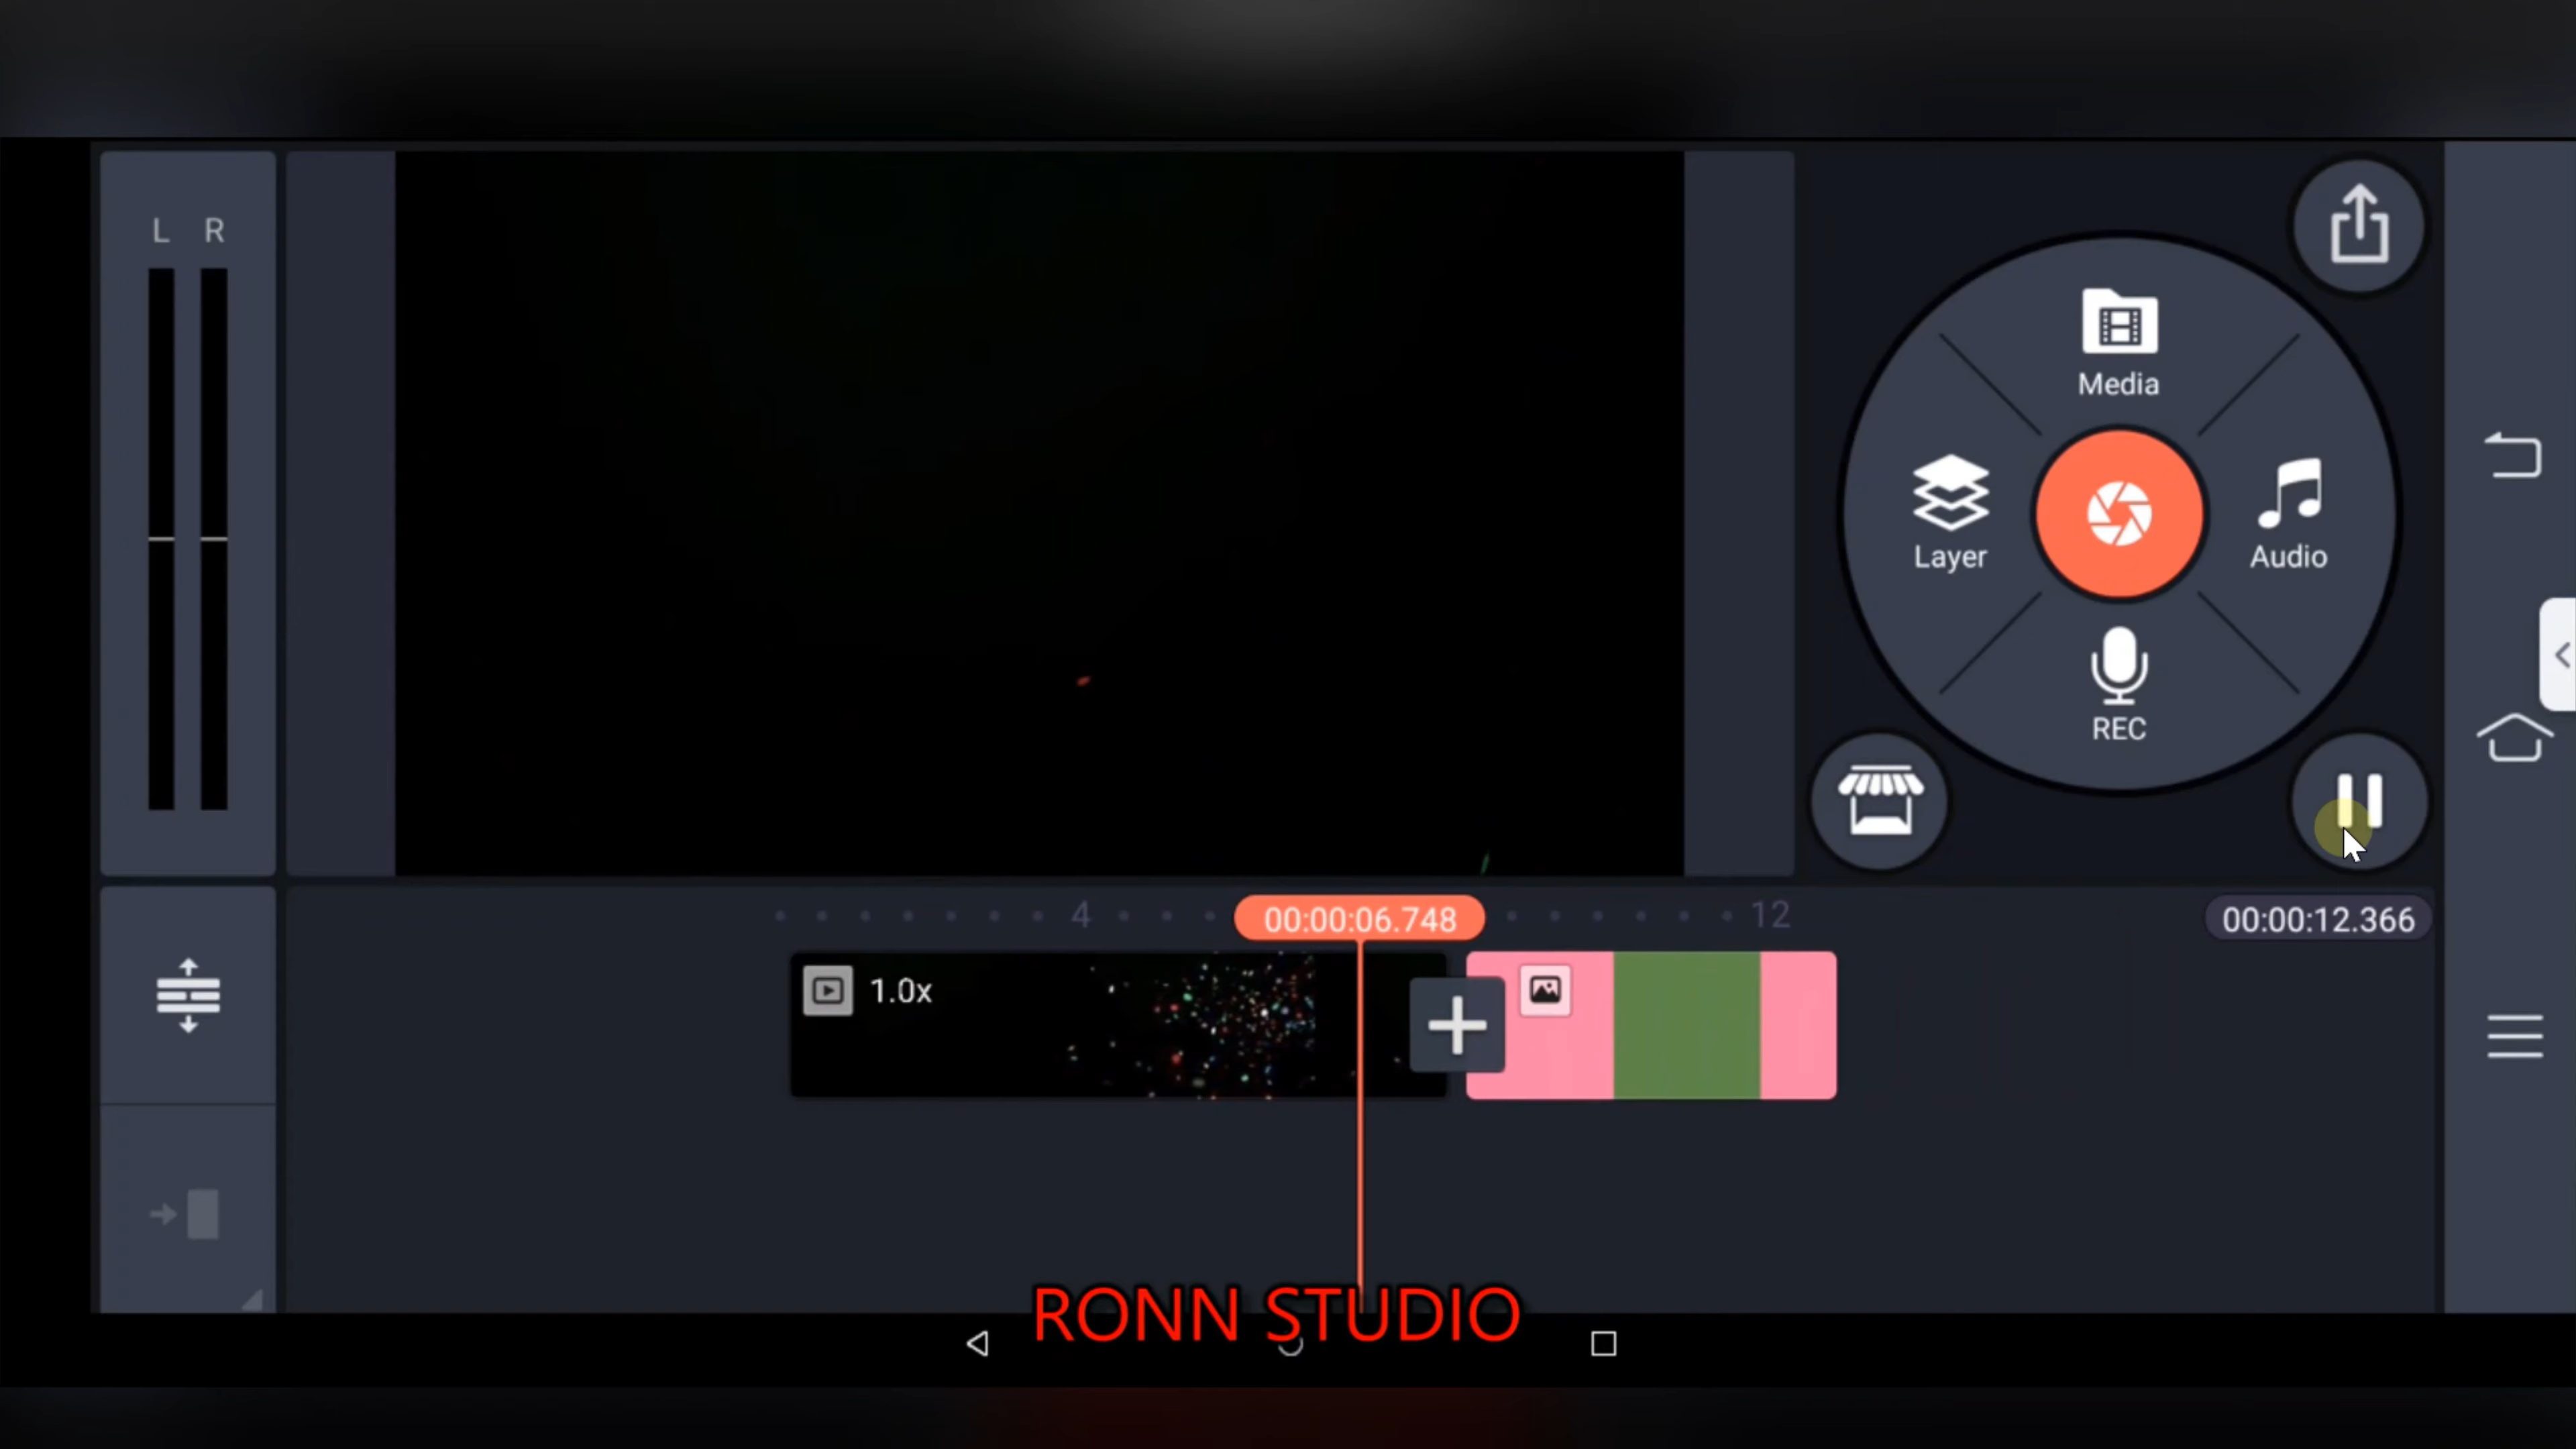 L R
Media
Layer
Audio
REC
4
00:00:06.748
12
00:00:12.366
1.0x
RONN STUDIO